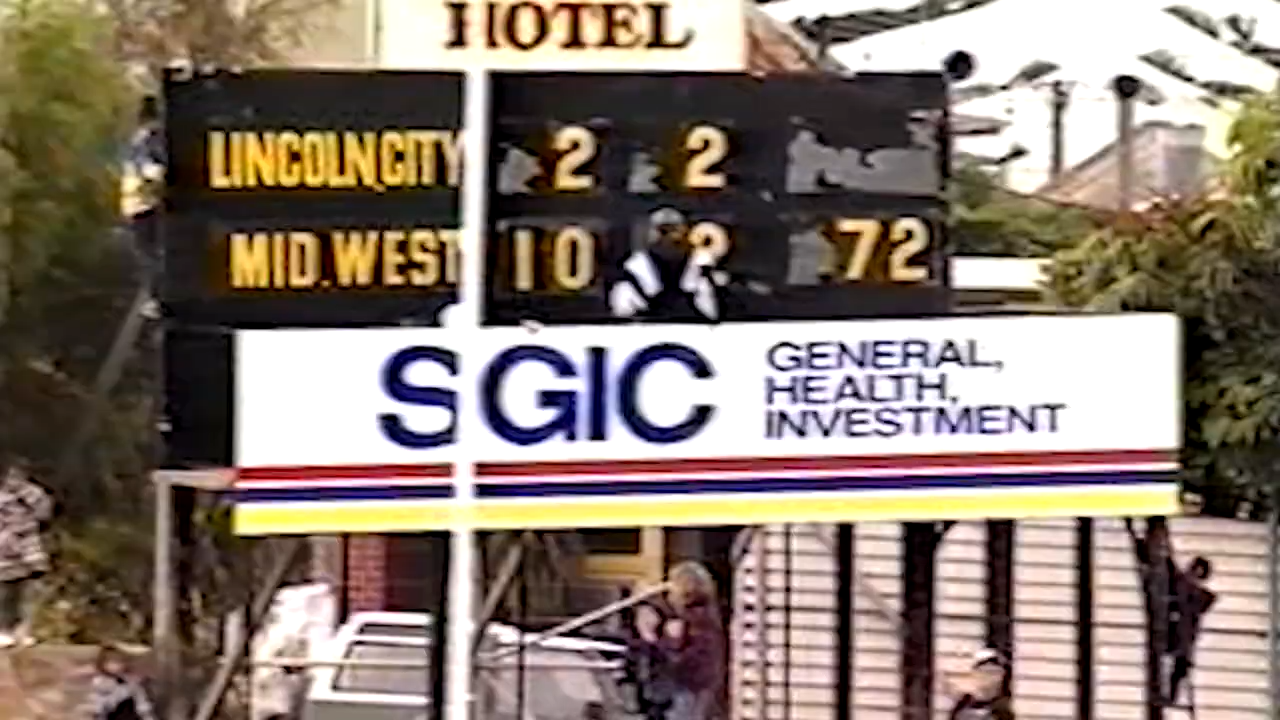 HOTEL
LINCOLN.CITY 2 2
MID.WEST 10 2 72
SGIC
GENERAL,
HEALTH,
INVESTMENT